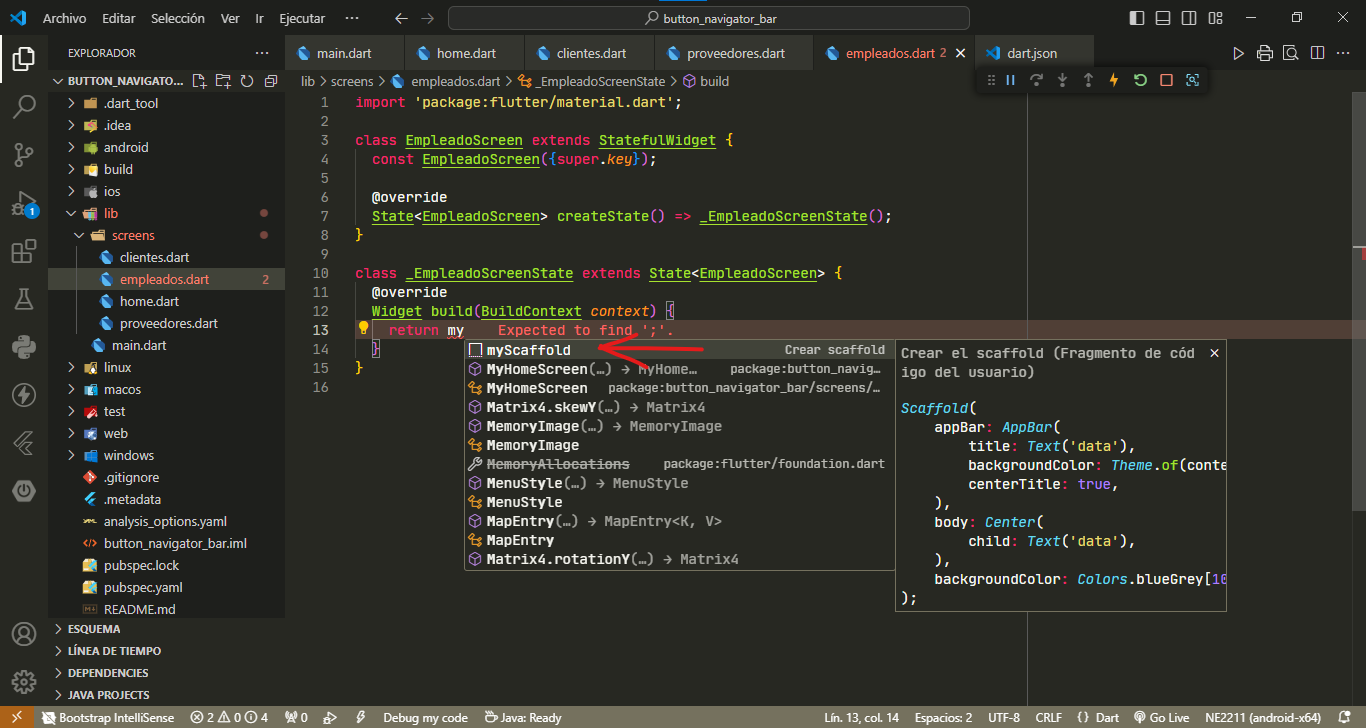 Archivo Editar Selección Ver Ir Ejecutar ··· button_navigator_bar
EXPLORADOR ···
BUTTON_NAVIGAT...
.dart_tool
.idea
android
build
ios
lib
screens
clientes.dart
empleados.dart 2
home.dart
proveedores.dart
main.dart
linux
macos
test
web
windows
.gitignore
.metadata
analysis_options.yaml
button_navigator_bar.iml
pubspec.lock
pubspec.yaml
README.md
ESQUEMA
LÍNEA DE TIEMPO
DEPENDENCIES
JAVA PROJECTS
1
main.dart home.dart clientes.dart proveedores.dart empleados.dart 2 dart.json
lib > screens > empleados.dart > _EmpleadoScreenState > build
1 import 'package:flutter/material.dart';
2
3 class EmpleadoScreen extends StatefulWidget {
4 const EmpleadoScreen({super.key});
5
6 @override
7 State<EmpleadoScreen> createState() => _EmpleadoScreenState();
8 }
9
10 class _EmpleadoScreenState extends State<EmpleadoScreen> {
11 @override
12 Widget build(BuildContext context) {
13 return my Expected to find ';'.
14 }
15 }
16
myScaffold Crear scaffold
MyHomeScreen(…) → MyHome… package:button_navig…
MyHomeScreen package:button_navigator_bar/screens/…
Matrix4.skewY(…) → Matrix4
MemoryImage(…) → MemoryImage
MemoryImage
MemoryAllocations package:flutter/foundation.dart
MenuStyle(…) → MenuStyle
MenuStyle
MapEntry(…) → MapEntry<K, V>
MapEntry
Matrix4.rotationY(…) → Matrix4
Crear el scaffold (Fragmento de cód
igo del usuario)
Scaffold(
appBar: AppBar(
title: Text('data'),
backgroundColor: Theme.of(conte
centerTitle: true,
),
body: Center(
child: Text('data'),
),
backgroundColor: Colors.blueGrey[10
);
Bootstrap IntelliSense 2 0 4 0 Debug my code Java: Ready Lín. 13, col. 14 Espacios: 2 UTF-8 CRLF {} Dart Go Live NE2211 (android-x64)